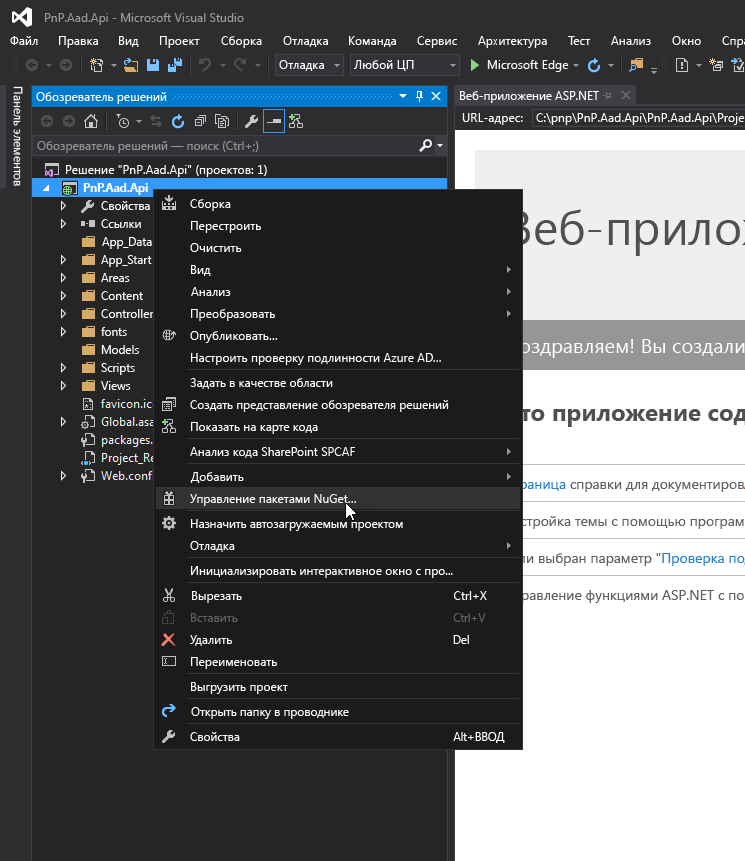 PnP.Aad.Api - Microsoft Visual Studio
Файл Правка Вид Проект Сборка Отладка Команда Сервис Архитектура Тест Анализ Окно Спра
Отладка Любой ЦП Microsoft Edge
Панель элементов
Обозреватель решений
Обозреватель решений — поиск (Ctrl+;)
Решение "PnP.Aad.Api" (проектов: 1)
PnP.Aad.Api
Свойства
Ссылки
App_Data
App_Start
Areas
Content
Controller
fonts
Models
Scripts
Views
favicon.ic
Global.asa
packages.
Project_Re
Web.conf
Сборка
Перестроить
Очистить
Вид
Анализ
Преобразовать
Опубликовать...
Настроить проверку подлинности Azure AD...
Задать в качестве области
Создать представление обозревателя решений
Показать на карте кода
Анализ кода SharePoint SPCAF
Добавить
Управление пакетами NuGet...
Назначить автозагружаемым проектом
Отладка
Инициализировать интерактивное окно с про...
Вырезать Ctrl+X
Вставить Ctrl+V
Удалить Del
Переименовать
Выгрузить проект
Открыть папку в проводнике
Свойства Alt+ВВОД
Веб-приложение ASP.NET
URL-адрес: C:\pnp\PnP.Aad.Api\PnP.Aad.Api\Proje
Веб-прило
оздравляем! Вы создали
то приложение сод
раница справки для документиров
стройка темы с помощью програм
ли выбран параметр "Проверка по
равление функциями ASP.NET с по